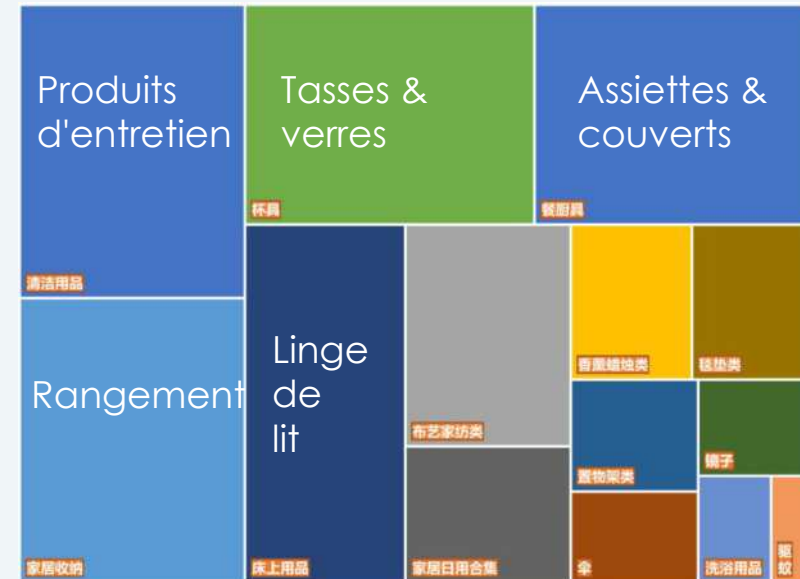 Produits
d'entretien
清洁用品
Tasses &
verres
杯具
Assiettes &
couverts
餐厨具
Rangement
家居收纳
Linge
de
lit
床上用品
布艺家纺类
家居日用合集
香薰蜡烛类
毯垫类
置物架类
镜子
伞
洗浴用品
驱
蚊